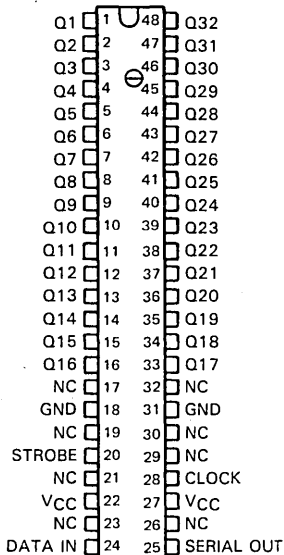 Q1 1 48 Q32
Q2 2 47 Q31
Q3 3 46 Q30
Q4 4 45 Q29
Q5 5 44 Q28
Q6 6 43 Q27
Q7 7 42 Q26
Q8 8 41 Q25
Q9 9 40 Q24
Q10 10 39 Q23
Q11 11 38 Q22
Q12 12 37 Q21
Q13 13 36 Q20
Q14 14 35 Q19
Q15 15 34 Q18
Q16 16 33 Q17
NC 17 32 NC
GND 18 31 GND
NC 19 30 NC
STROBE 20 29 NC
NC 21 28 CLOCK
VCC 22 27 VCC
NC 23 26 NC
DATA IN 24 25 SERIAL OUT